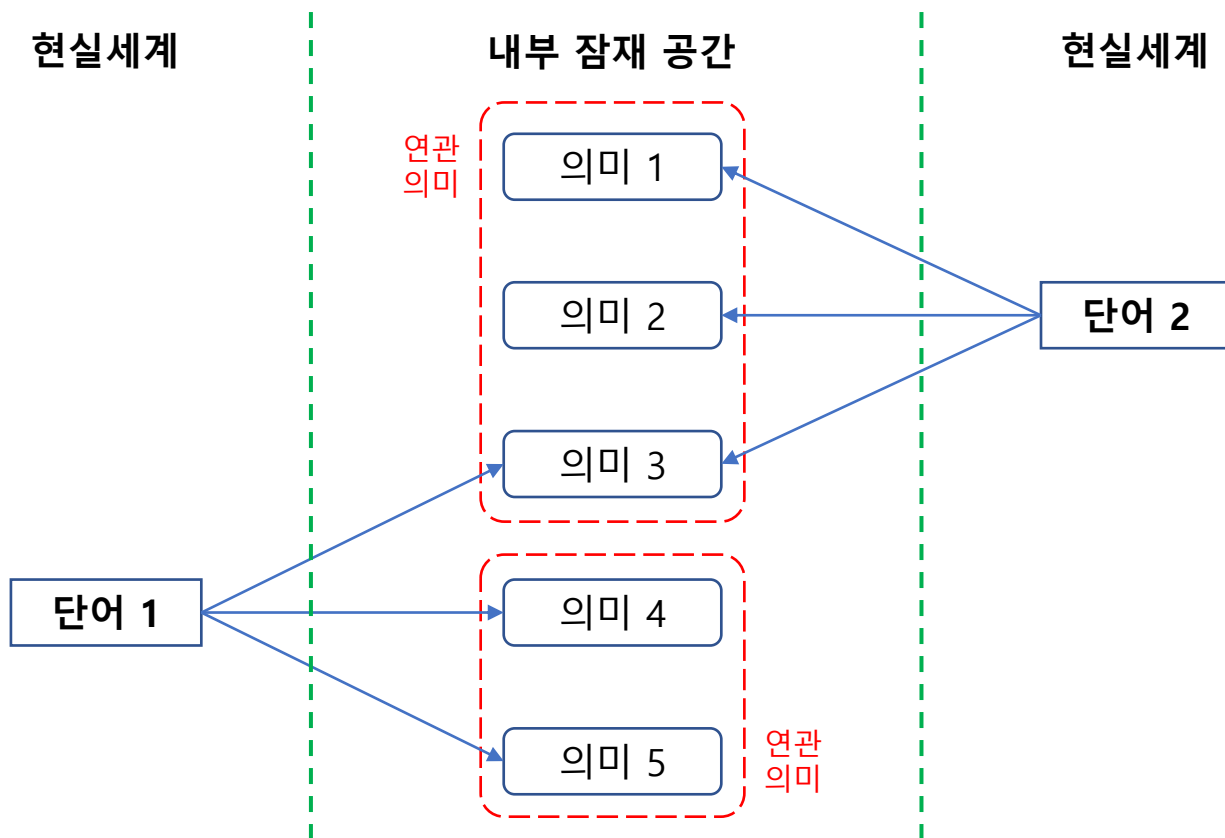 현실세계
내부 잠재 공간
현실세계
연관
의미
의미 1
의미 2
단어 2
의미 3
단어 1
의미 4
의미 5
연관
의미